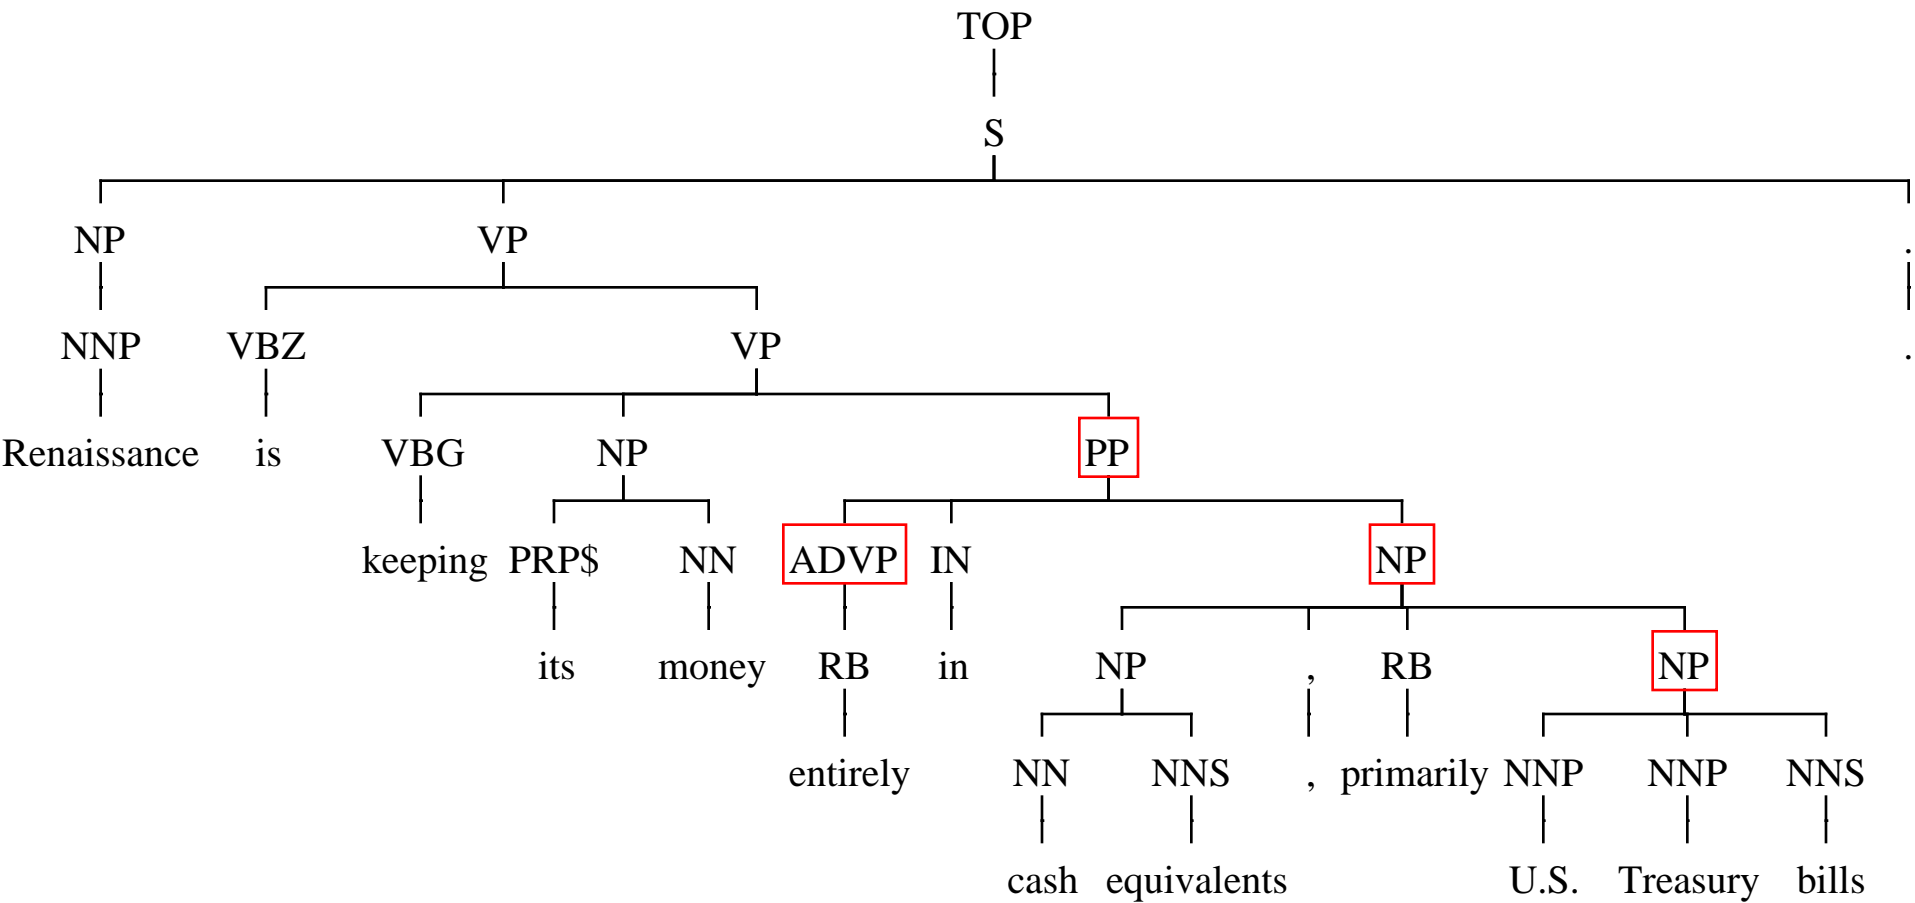 TOP
S
NP VP .
NNP VBZ VP .
Renaissance is VBG NP PP
keeping PRP$ NN ADVP IN NP
its money RB in NP , RB NP
entirely NN NNS , primarily NNP NNP NNS
cash equivalents U.S. Treasury bills